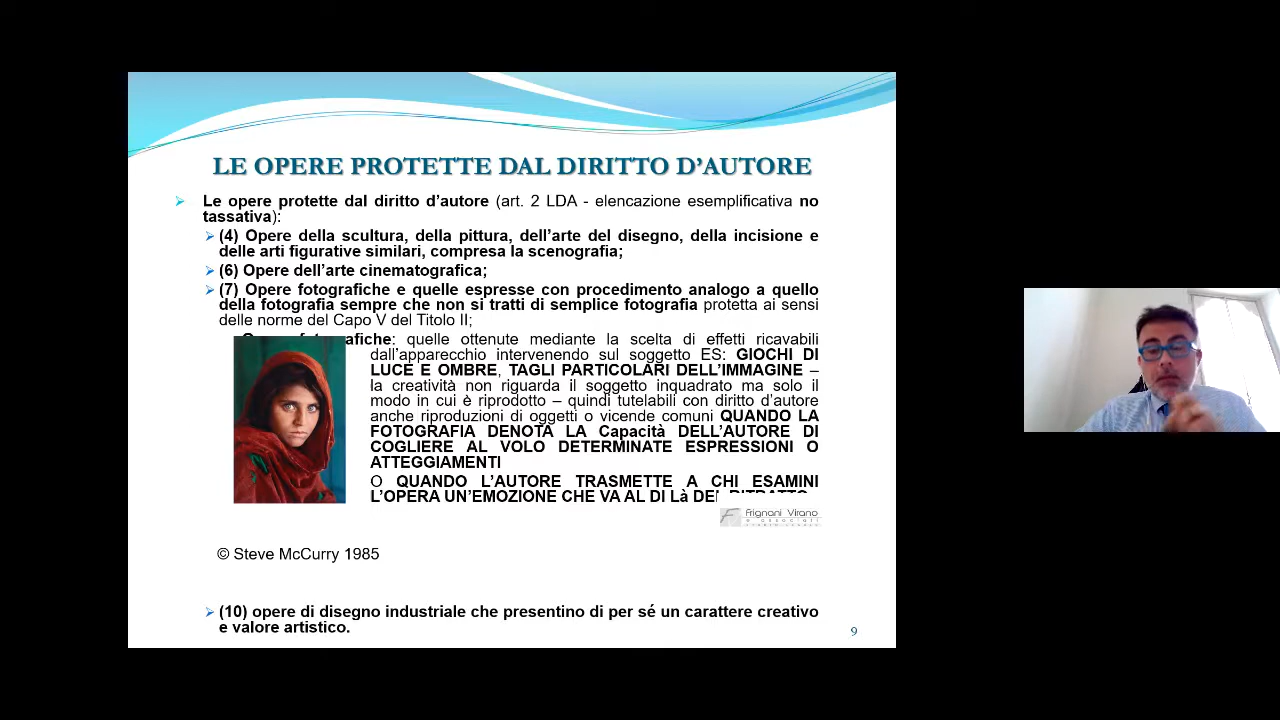 LE OPERE PROTETTE DAL DIRITTO D'AUTORE
Le opere protette dal diritto d'autore (art. 2 LDA - elencazione esemplificativa no
tassativa):
(4) Opere della scultura, della pittura, dell'arte del disegno, della incisione e
delle arti figurative similari, compresa la scenografia;
(6) Opere dell'arte cinematografica;
(7) Opere fotografiche e quelle espresse con procedimento analogo a quello
della fotografia sempre che non si tratti di semplice fotografia protetta ai sensi
delle norme del Capo V del Titolo II;
Opere fotografiche: quelle ottenute mediante la scelta di effetti ricavabili
dall'apparecchio intervenendo sul soggetto ES: GIOCHI DI
LUCE E OMBRE, TAGLI PARTICOLARI DELL'IMMAGINE –
la creatività non riguarda il soggetto inquadrato ma solo il
modo in cui è riprodotto – quindi tutelabili con diritto d'autore
anche riproduzioni di oggetti o vicende comuni QUANDO LA
FOTOGRAFIA DENOTA LA Capacità DELL'AUTORE DI
COGLIERE AL VOLO DETERMINATE ESPRESSIONI O
ATTEGGIAMENTI
O QUANDO L'AUTORE TRASMETTE A CHI ESAMINI
L'OPERA UN'EMOZIONE CHE VA AL DI Là DEL RITRATTO
Frignani Virano
e associati
© Steve McCurry 1985
(10) opere di disegno industriale che presentino di per sé un carattere creativo
e valore artistico.
9